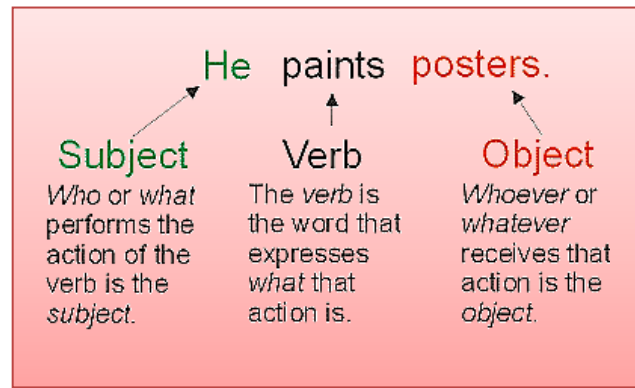 He paints posters.
Subject
Who or what
performs the
action of the
verb is the
subject.
Verb
The verb is
the word that
expresses
what that
action is.
Object
Whoever or
whatever
receives that
action is the
object.